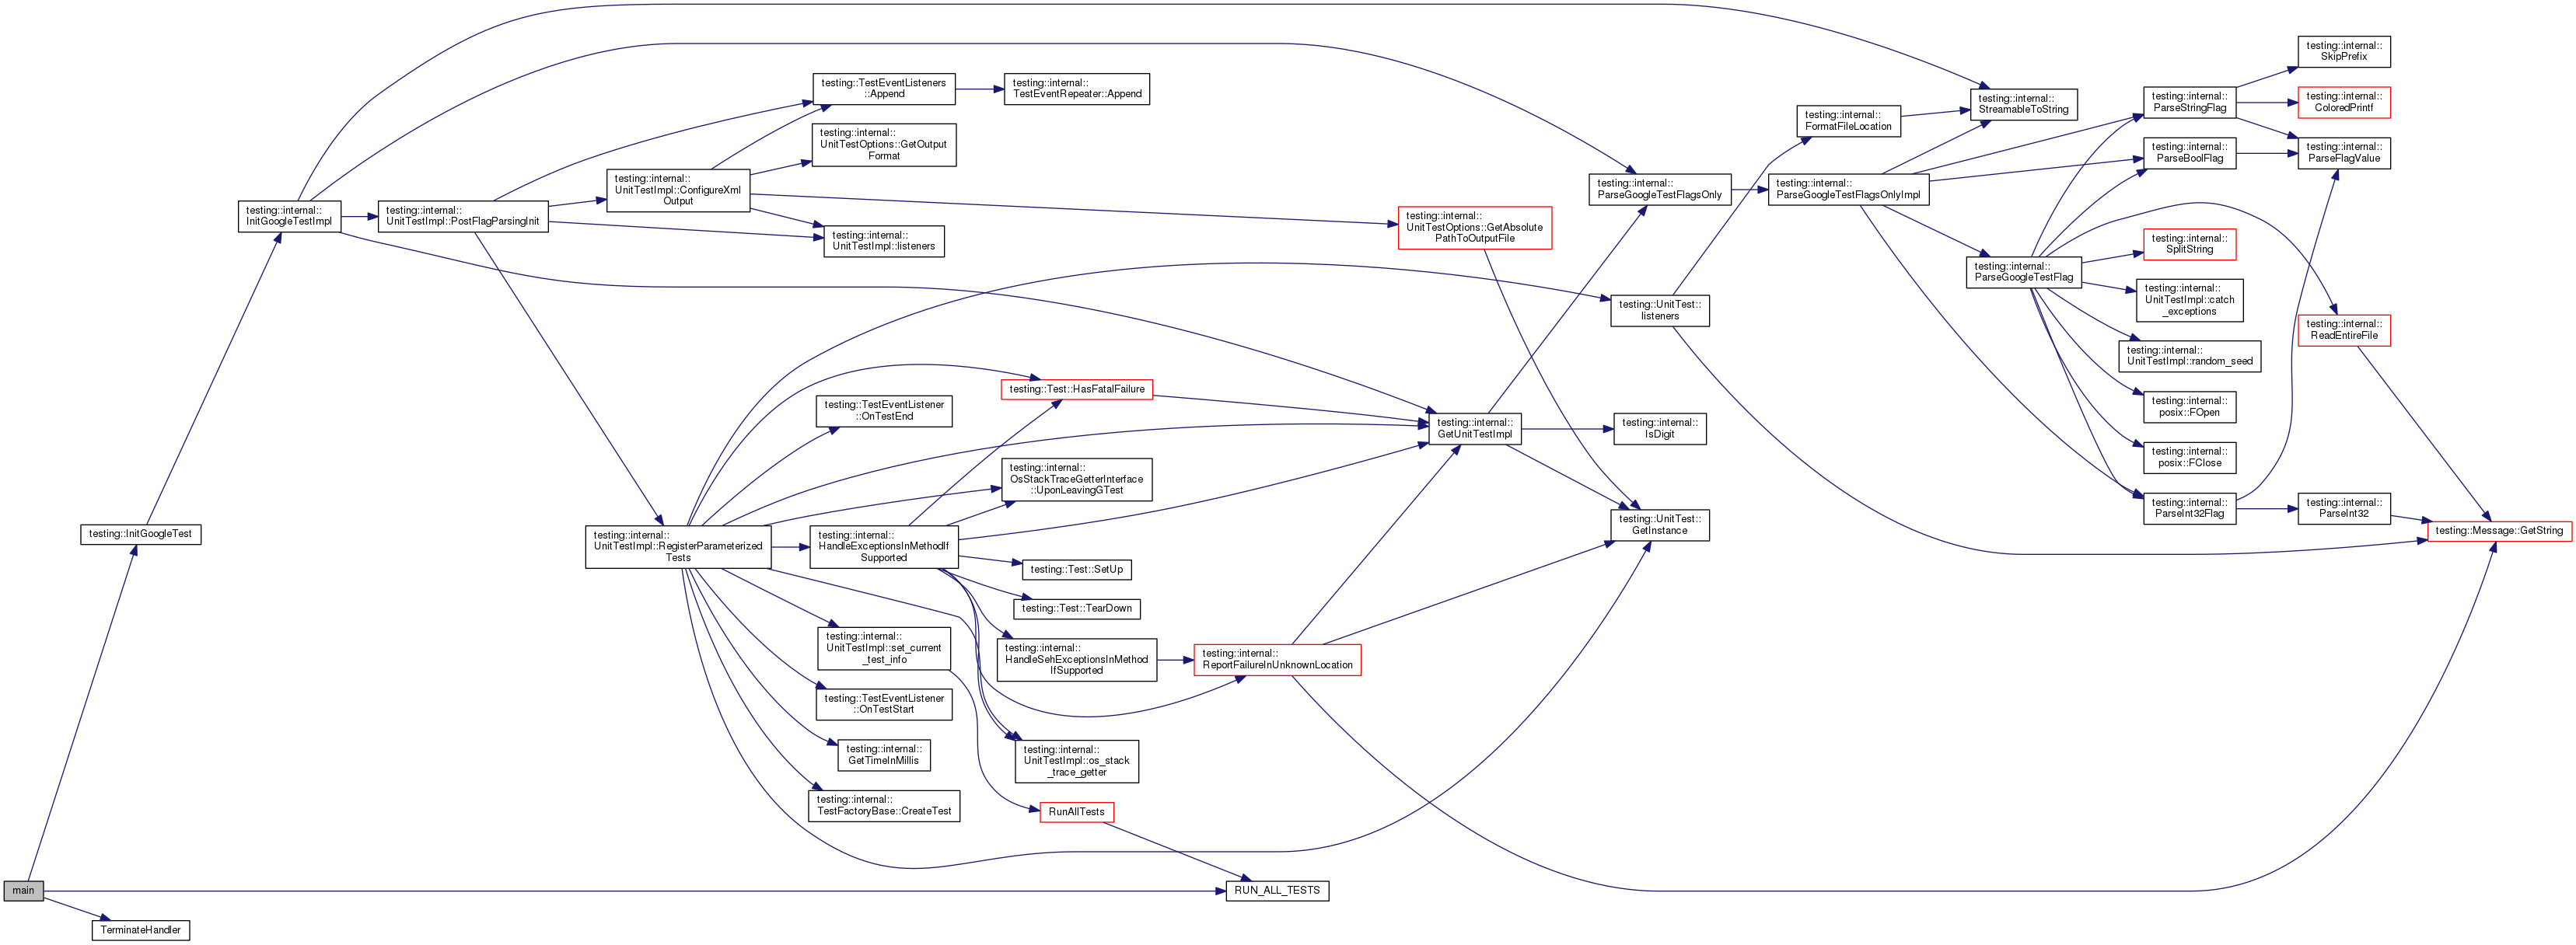 main
testing::InitGoogleTest
TerminateHandler
testing::internal::
InitGoogleTestImpl
testing::internal::
UnitTestImpl::PostFlagParsingInit
testing::internal::
UnitTestImpl::ConfigureXml
Output
testing::internal::
UnitTestImpl::RegisterParameterized
Tests
testing::TestEventListeners
::Append
testing::internal::
UnitTestOptions::GetOutput
Format
testing::internal::
UnitTestImpl::listeners
testing::TestEventListener
::OnTestEnd
testing::internal::
HandleExceptionsInMethodIf
Supported
testing::internal::
UnitTestImpl::set_current
_test_info
testing::TestEventListener
::OnTestStart
testing::internal::
GetTimeInMillis
testing::internal::
TestFactoryBase::CreateTest
testing::internal::
TestEventRepeater::Append
testing::Test::HasFatalFailure
testing::internal::
OsStackTraceGetterInterface
::UponLeavingGTest
testing::Test::SetUp
testing::Test::TearDown
testing::internal::
HandleSehExceptionsInMethod
IfSupported
testing::internal::
UnitTestImpl::os_stack
_trace_getter
RunAllTests
testing::internal::
ReportFailureInUnknownLocation
RUN_ALL_TESTS
testing::internal::
UnitTestOptions::GetAbsolute
PathToOutputFile
testing::internal::
GetUnitTestImpl
testing::internal::
ParseGoogleTestFlagsOnly
testing::UnitTest::
listeners
testing::internal::
IsDigit
testing::UnitTest::
GetInstance
testing::internal::
FormatFileLocation
testing::internal::
ParseGoogleTestFlagsOnlyImpl
testing::internal::
StreamableToString
testing::internal::
ParseGoogleTestFlag
testing::internal::
ParseStringFlag
testing::internal::
ParseBoolFlag
testing::internal::
SplitString
testing::internal::
UnitTestImpl::catch
_exceptions
testing::internal::
UnitTestImpl::random_seed
testing::internal::
posix::FOpen
testing::internal::
posix::FClose
testing::internal::
ParseInt32Flag
testing::internal::
SkipPrefix
testing::internal::
ColoredPrintf
testing::internal::
ParseFlagValue
testing::internal::
ReadEntireFile
testing::internal::
ParseInt32
testing::Message::GetString